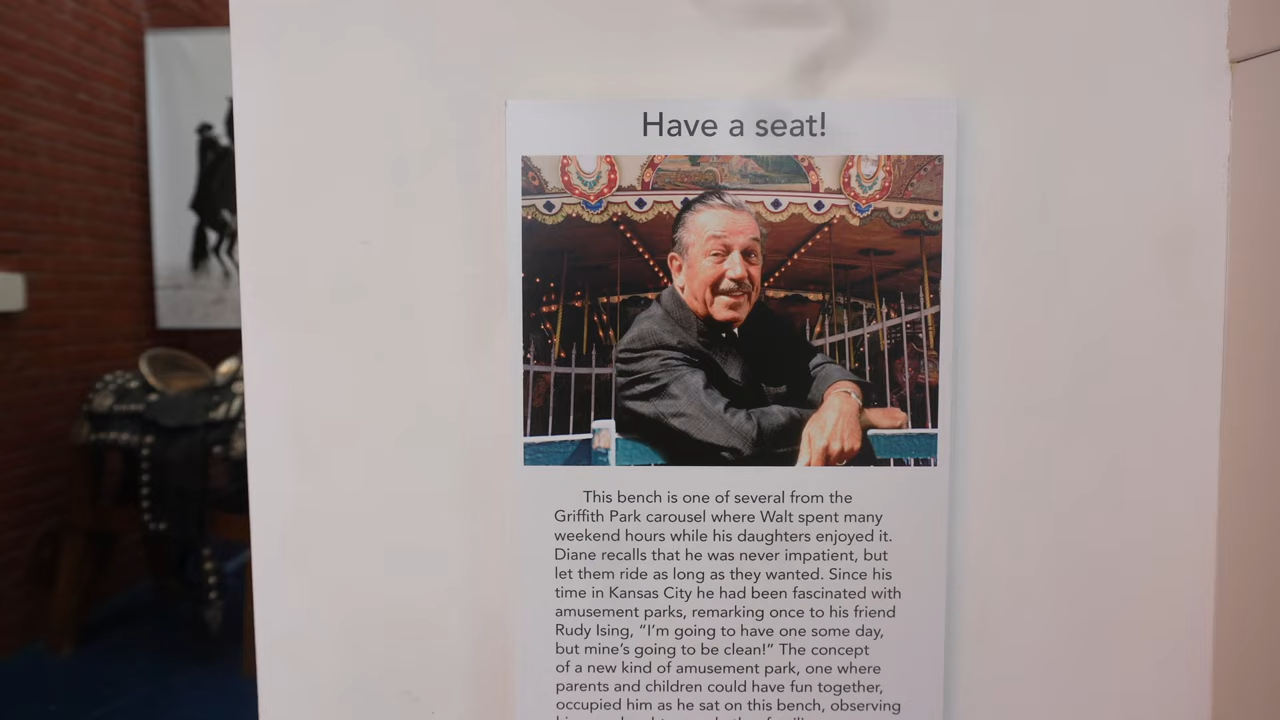 Have a seat!
This bench is one of several from the
Griffith Park carousel where Walt spent many
weekend hours while his daughters enjoyed it.
Diane recalls that he was never impatient, but
let them ride as long as they wanted. Since his
time in Kansas City he had been fascinated with
amusement parks, remarking once to his friend
Rudy Ising, “I’m going to have one some day,
but mine’s going to be clean!” The concept
of a new kind of amusement park, one where
parents and children could have fun together,
occupied him as he sat on this bench, observing